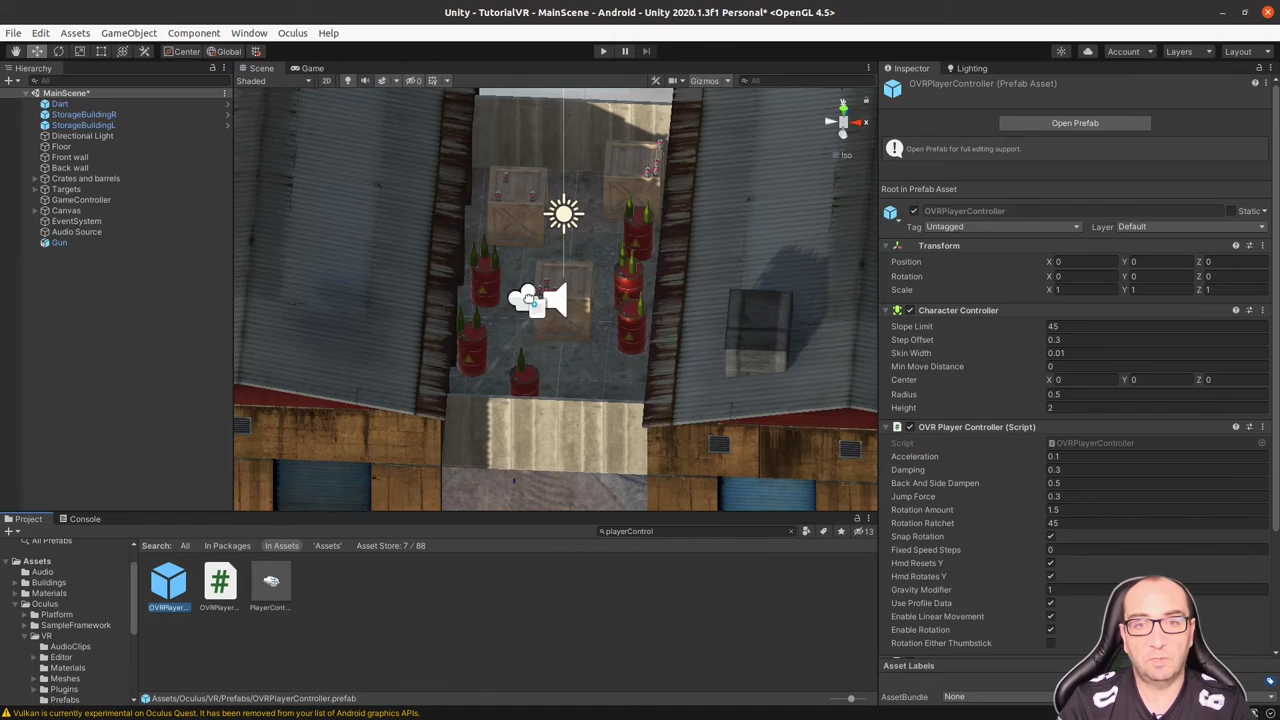 Unity - TutorialVR - MainScene - Android - Unity 2020.1.3f1 Personal* <OpenGL 4.5>
File Edit Assets GameObject Component Window Oculus Help
Center Global Account Layers Layout
Hierarchy Scene Game Inspector Lighting
All Shaded 2D 0 Gizmos All
OVRPlayerController (Prefab Asset)
Open Prefab
Open Prefab for full editing support.
Root in Prefab Asset
OVRPlayerController Static
Tag Untagged Layer Default
Transform
Position X 0 Y 0 Z 0
Rotation X 0 Y 0 Z 0
Scale X 1 Y 1 Z 1
Character Controller
Slope Limit 45
Step Offset 0.3
Skin Width 0.01
Min Move Distance 0
Center X 0 Y 0 Z 0
Radius 0.5
Height 2
OVR Player Controller (Script)
Script OVRPlayerController
Acceleration 0.1
Damping 0.3
Back And Side Dampen 0.5
Jump Force 0.3
Rotation Amount 1.5
Rotation Ratchet 45
Snap Rotation
Fixed Speed Steps 0
Hmd Resets Y
Hmd Rotates Y
Gravity Modifier 1
Use Profile Data
Enable Linear Movement
Enable Rotation
Rotation Either Thumbstick
Asset Labels
AssetBundle None
MainScene*
Dart
StorageBuildingR
StorageBuildingL
Directional Light
Floor
Front wall
Back wall
Crates and barrels
Targets
GameController
Canvas
EventSystem
Audio Source
Gun
y
x
Iso
Project Console
playerControl 13
Search: All In Packages In Assets 'Assets' Asset Store: 7 / 88
All Prefabs
Assets
Audio
Buildings
Materials
Oculus
Platform
SampleFramework
VR
AudioClips
Editor
Materials
Meshes
Plugins
Prefabs
OVRPlayer... OVRPlayer... PlayerCont...
Assets/Oculus/VR/Prefabs/OVRPlayerController.prefab
Vulkan is currently experimental on Oculus Quest. It has been removed from your list of Android graphics APIs.